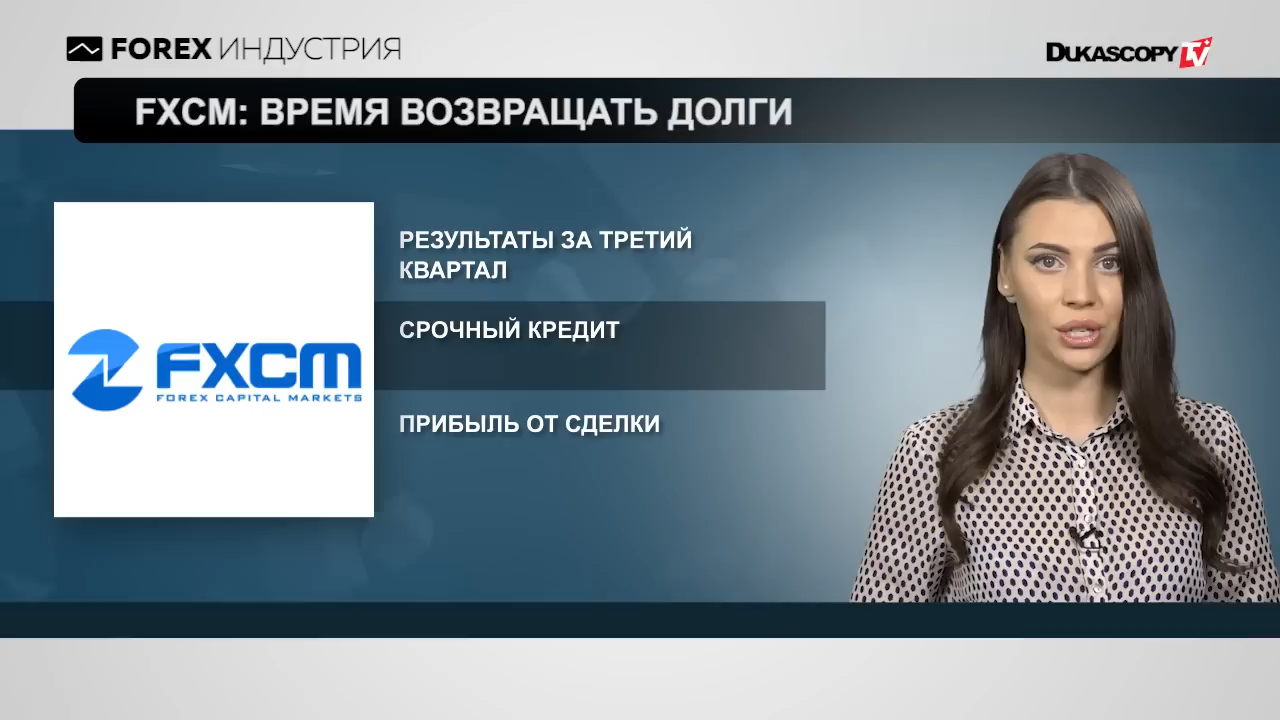 FOREX ИНДУСТРИЯ
DUKASCOPY TV
FXCM: ВРЕМЯ ВОЗВРАЩАТЬ ДОЛГИ
РЕЗУЛЬТАТЫ ЗА ТРЕТИЙ
КВАРТАЛ
СРОЧНЫЙ КРЕДИТ
FXCM
FOREX CAPITAL MARKETS
ПРИБЫЛЬ ОТ СДЕЛКИ